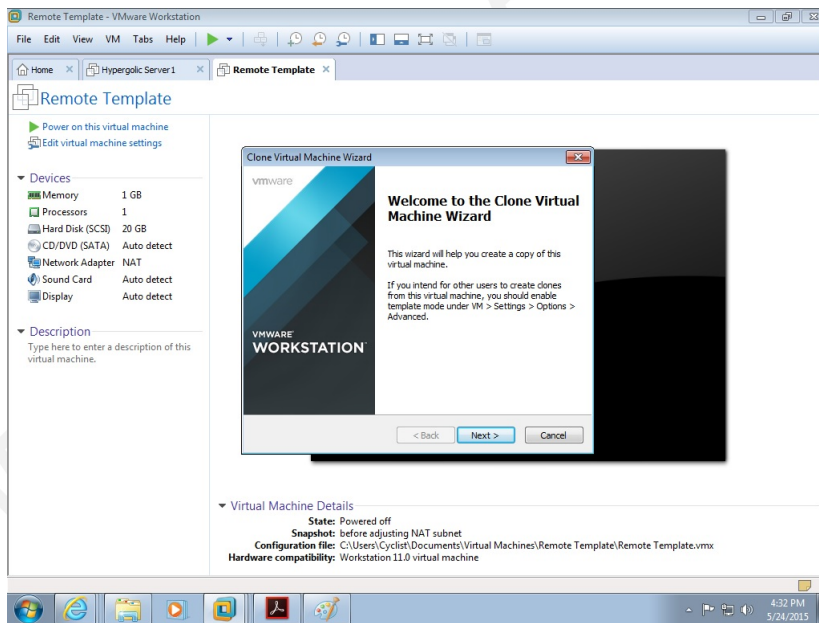 Remote Template - VMware Workstation
File Edit View VM Tabs Help
Home Hypergolic Server1 Remote Template
Remote Template
Power on this virtual machine
Edit virtual machine settings
Devices
Memory 1 GB
Processors 1
Hard Disk (SCSI) 20 GB
CD/DVD (SATA) Auto detect
Network Adapter NAT
Sound Card Auto detect
Display Auto detect
Description
Type here to enter a description of this
virtual machine.
Clone Virtual Machine Wizard
vmware
VMWARE
WORKSTATION
Welcome to the Clone Virtual
Machine Wizard
This wizard will help you create a copy of this
virtual machine.
If you intend for other users to create clones
from this virtual machine, you should enable
template mode under VM > Settings > Options >
Advanced.
< Back Next > Cancel
Virtual Machine Details
State: Powered off
Snapshot: before adjusting NAT subnet
Configuration file: C:\Users\Cyclist\Documents\Virtual Machines\Remote Template\Remote Template.vmx
Hardware compatibility: Workstation 11.0 virtual machine
4:32 PM
5/24/2015